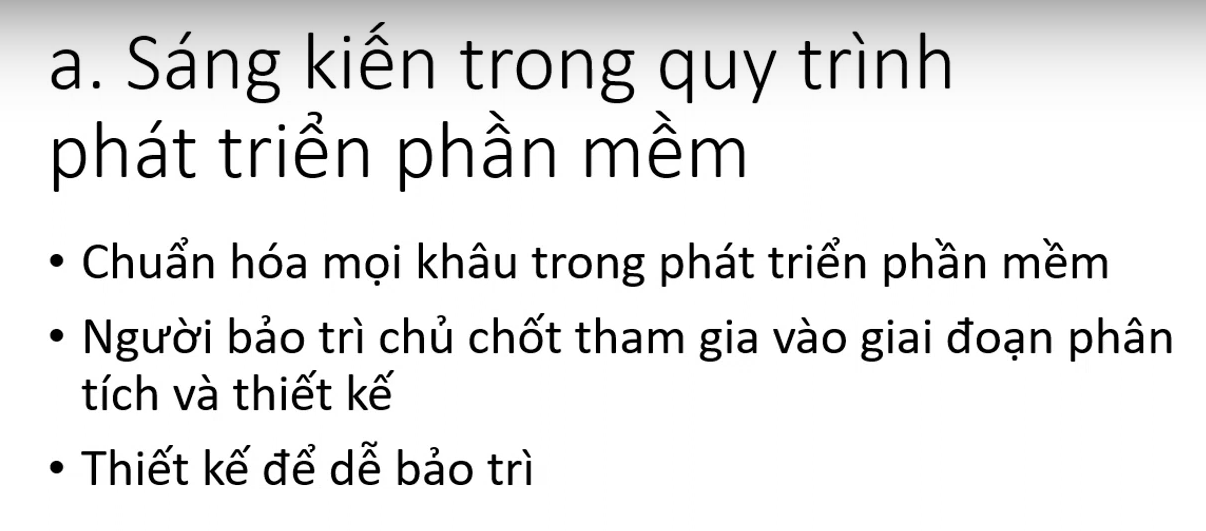 a. Sáng kiến trong quy trình
phát triển phần mềm
• Chuẩn hóa mọi khâu trong phát triển phần mềm
• Người bảo trì chủ chốt tham gia vào giai đoạn phân
tích và thiết kế
• Thiết kế để dễ bảo trì